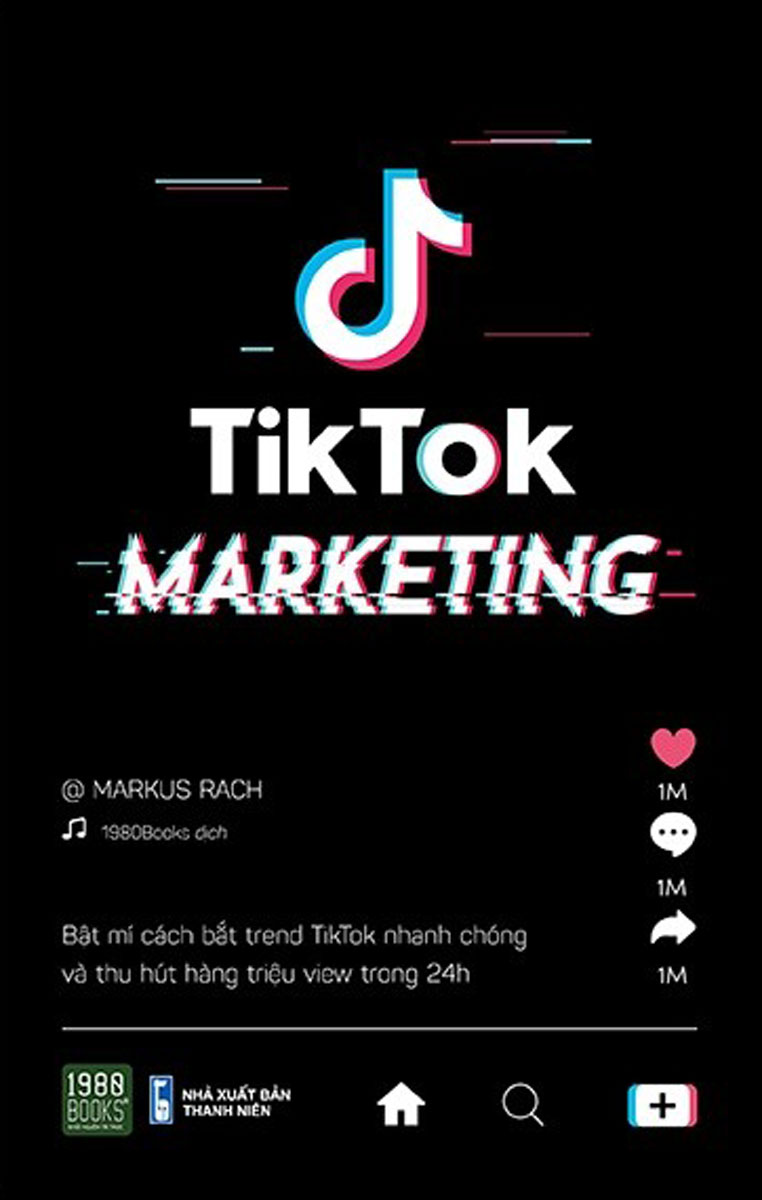 TikTok
MARKETING
@ MARKUS RACH
1980Books dịch
Bật mí cách bắt trend TikTok nhanh chóng
và thu hút hàng triệu view trong 24h
1M
1M
1M
1980
BOOKS
NHÀ XUẤT BẢN
THANH NIÊN